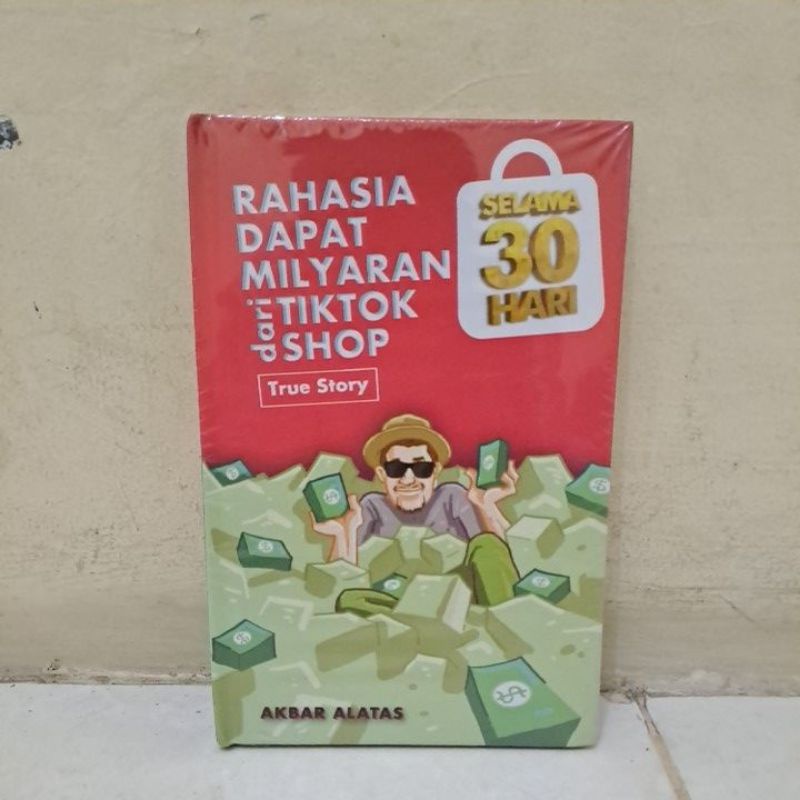 RAHASIA
DAPAT
MILYARAN
dari TIKTOK
SHOP
True Story
SELAMA
30
HARI
AKBAR ALATAS